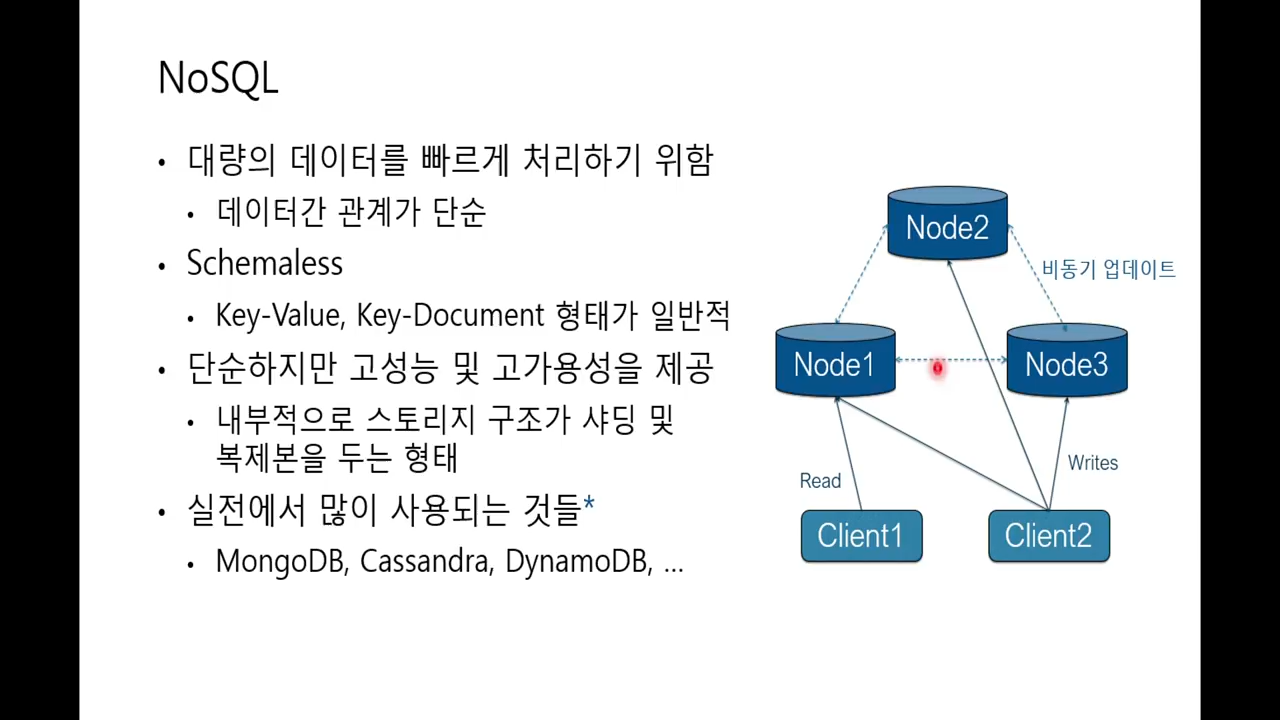 NoSQL
• 대량의 데이터를 빠르게 처리하기 위함
• 데이터간 관계가 단순
• Schemaless
• Key-Value, Key-Document 형태가 일반적
• 단순하지만 고성능 및 고가용성을 제공
• 내부적으로 스토리지 구조가 샤딩 및
복제본을 두는 형태
• 실전에서 많이 사용되는 것들*
• MongoDB, Cassandra, DynamoDB, ...
Node2
비동기 업데이트
Node1
Node3
Writes
Read
Client1
Client2